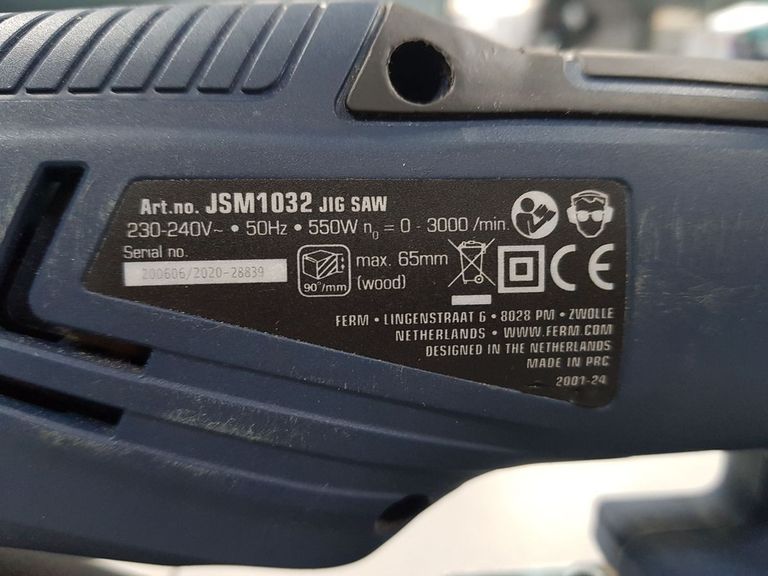 Art.no. JSM1032 JIG SAW
230-240V~ • 50Hz • 550W n0 = 0 - 3000 /min.
Serial no.
200606/2020-28839
90°/mm
max. 65mm
(wood)
CE
FERM • LINGENSTRAAT 6 • 8028 PM • ZWOLLE
NETHERLANDS • WWW.FERM.COM
DESIGNED IN THE NETHERLANDS
MADE IN PRC
2001-24